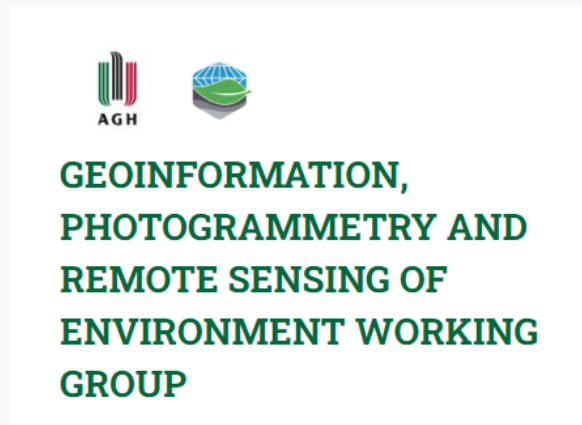 AGH
GEOINFORMATION,
PHOTOGRAMMETRY AND
REMOTE SENSING OF
ENVIRONMENT WORKING
GROUP